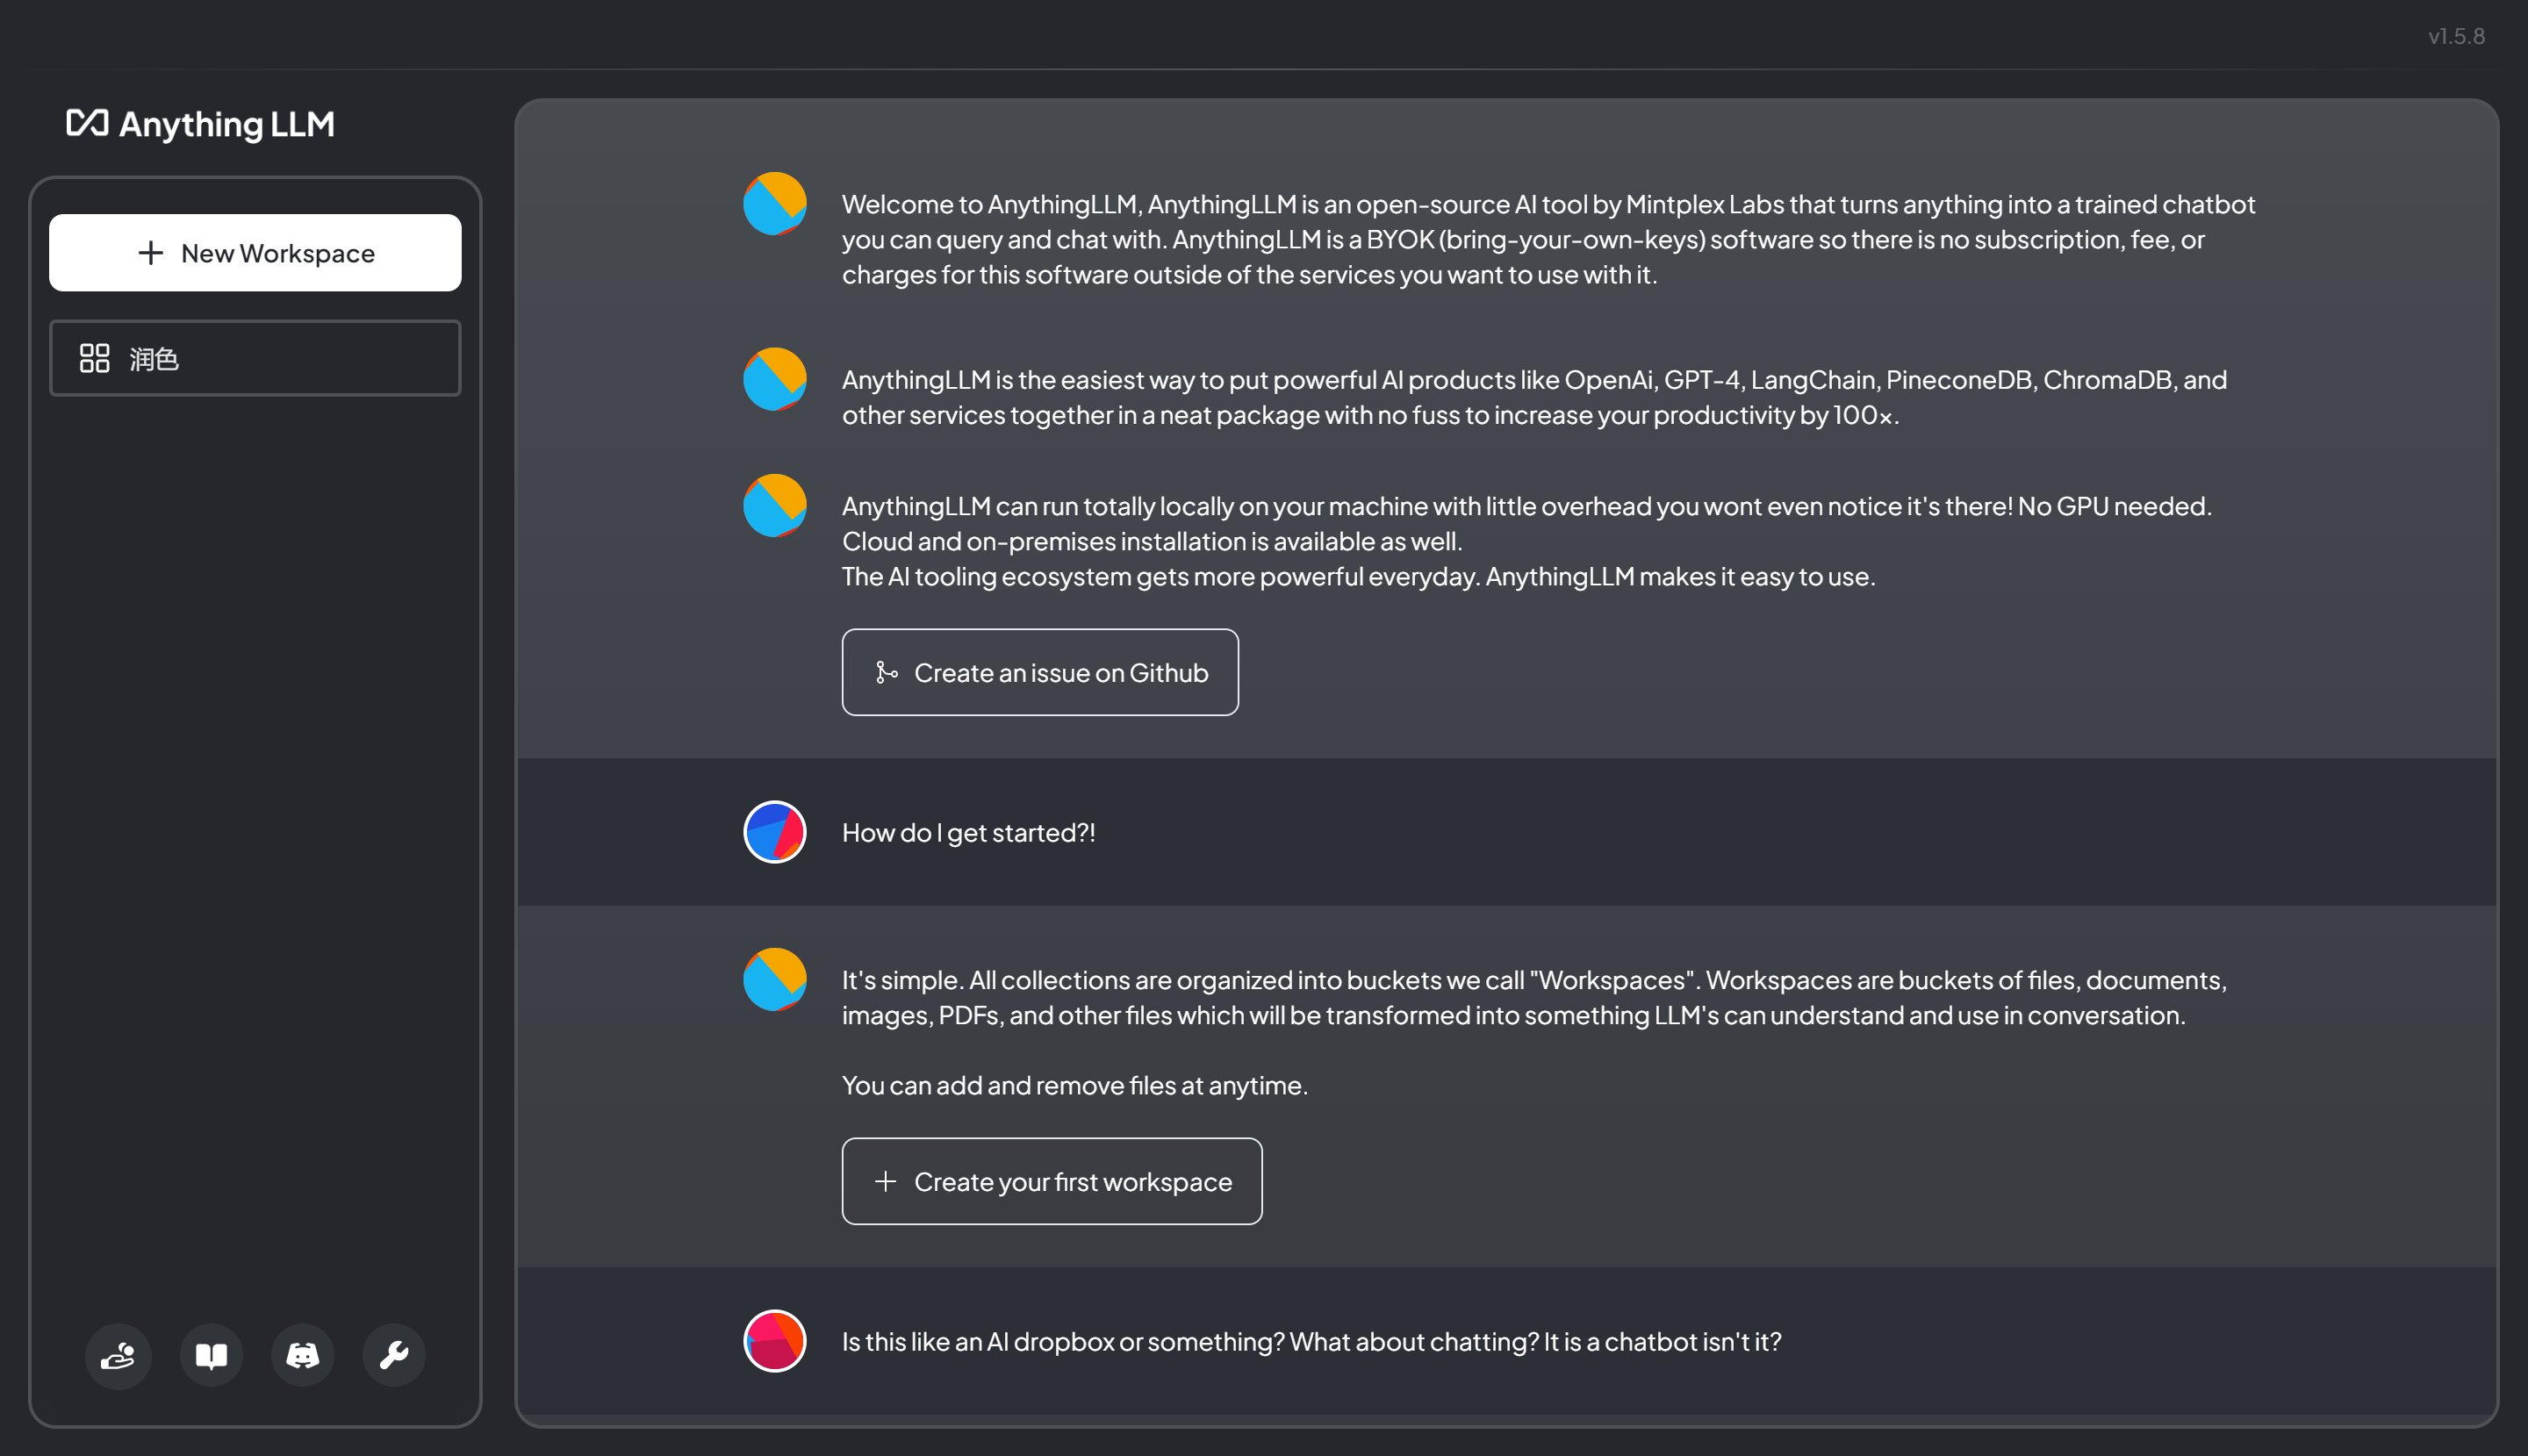 v1.5.8
Anything LLM
New Workspace
润色
Welcome to AnythingLLM, AnythingLLM is an open-source AI tool by Mintplex Labs that turns anything into a trained chatbot
you can query and chat with. AnythingLLM is a BYOK (bring-your-own-keys) software so there is no subscription, fee, or
charges for this software outside of the services you want to use with it.
AnythingLLM is the easiest way to put powerful AI products like OpenAi, GPT-4, LangChain, PineconeDB, ChromaDB, and
other services together in a neat package with no fuss to increase your productivity by 100x.
AnythingLLM can run totally locally on your machine with little overhead you wont even notice it's there! No GPU needed.
Cloud and on-premises installation is available as well.
The AI tooling ecosystem gets more powerful everyday. AnythingLLM makes it easy to use.
Create an issue on Github
How do I get started?!
It's simple. All collections are organized into buckets we call "Workspaces". Workspaces are buckets of files, documents,
images, PDFs, and other files which will be transformed into something LLM's can understand and use in conversation.
You can add and remove files at anytime.
Create your first workspace
Is this like an AI dropbox or something? What about chatting? It is a chatbot isn't it?